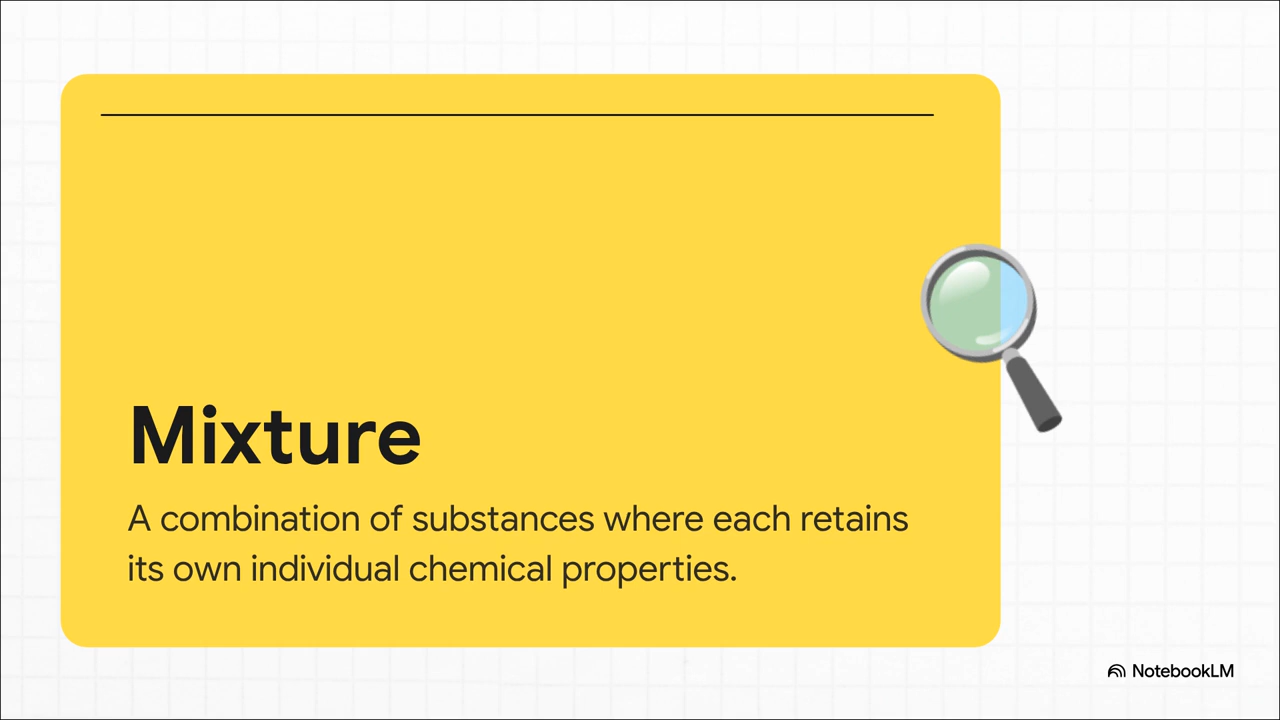 Mixture
A combination of substances where each retains
its own individual chemical properties.
NotebookLM